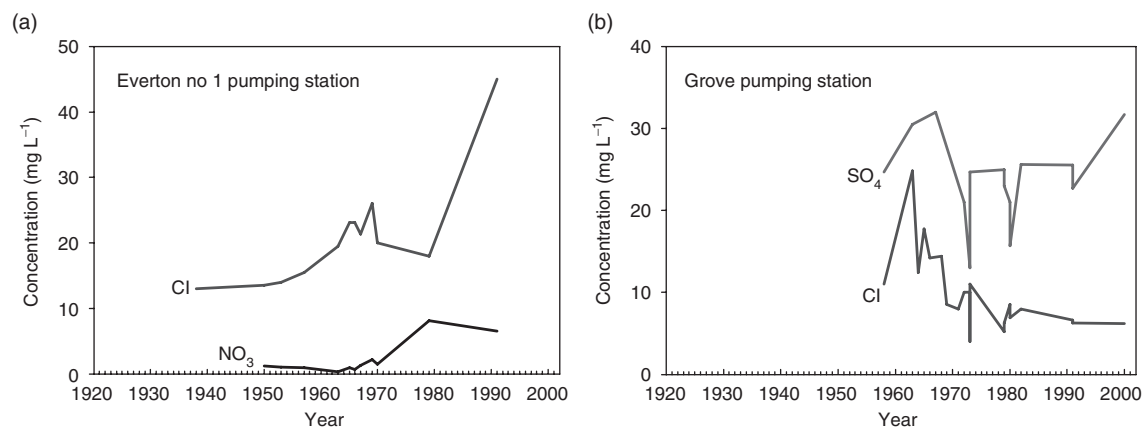 (a)
50
40
30
20
10
0
Concentration (mg L⁻¹)
Everton no 1 pumping station
Cl
NO₃
1920 1930 1940 1950 1960 1970 1980 1990 2000
Year
(b)
40
30
20
10
0
Concentration (mg L⁻¹)
Grove pumping station
SO₄
Cl
1920 1930 1940 1950 1960 1970 1980 1990 2000
Year